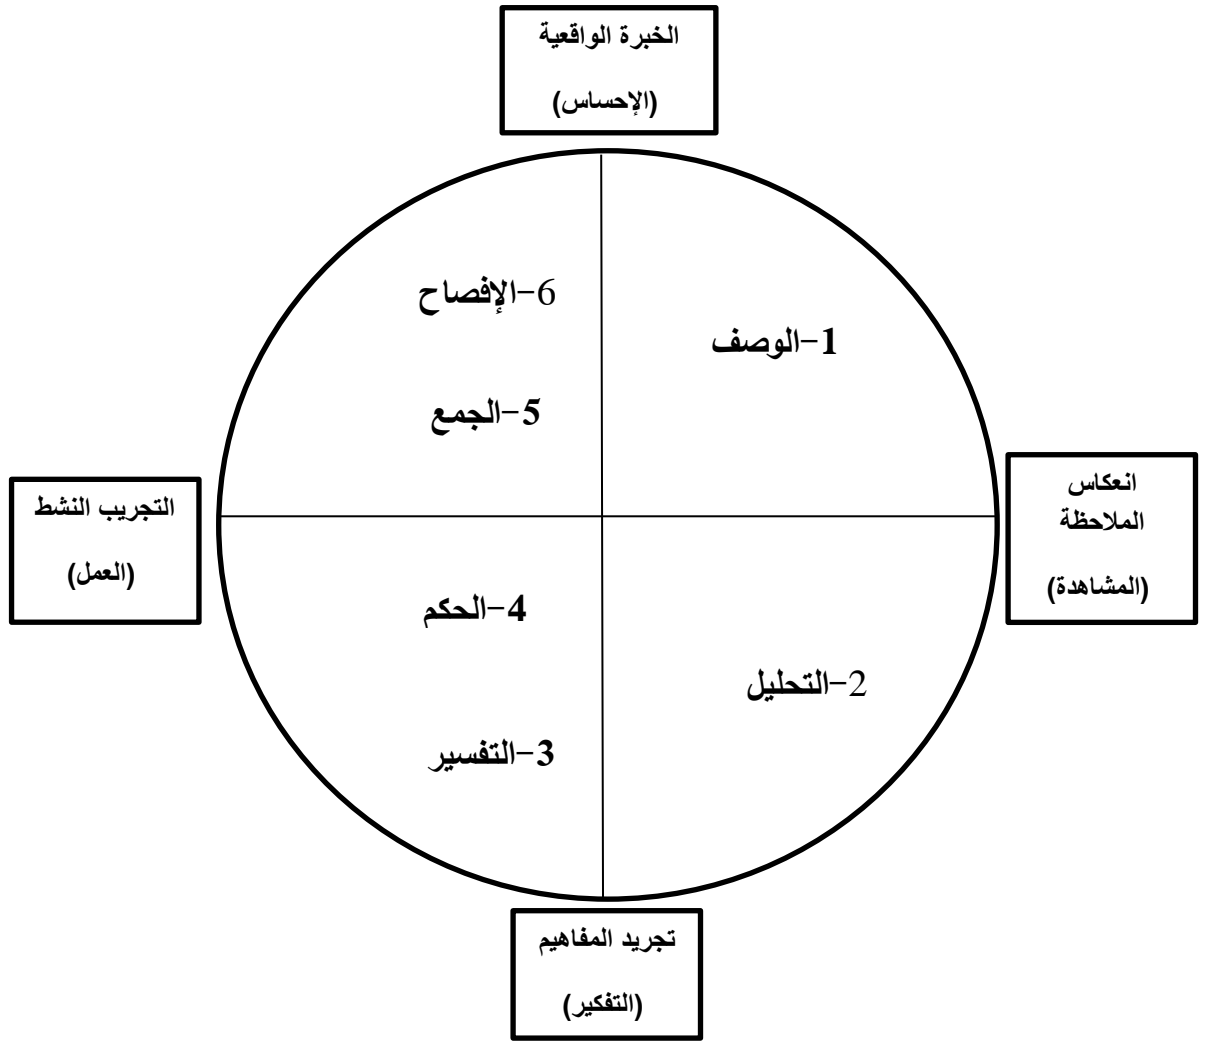 الخبرة الواقعية
(الإحساس)
6-الإفصاح
1-الوصف
5-الجمع
انعكاس
الملاحظة
(المشاهدة)
التجريب النشط
(العمل)
4-الحكم
2-التحليل
3-التفسير
تجريد المفاهيم
(التفكير)